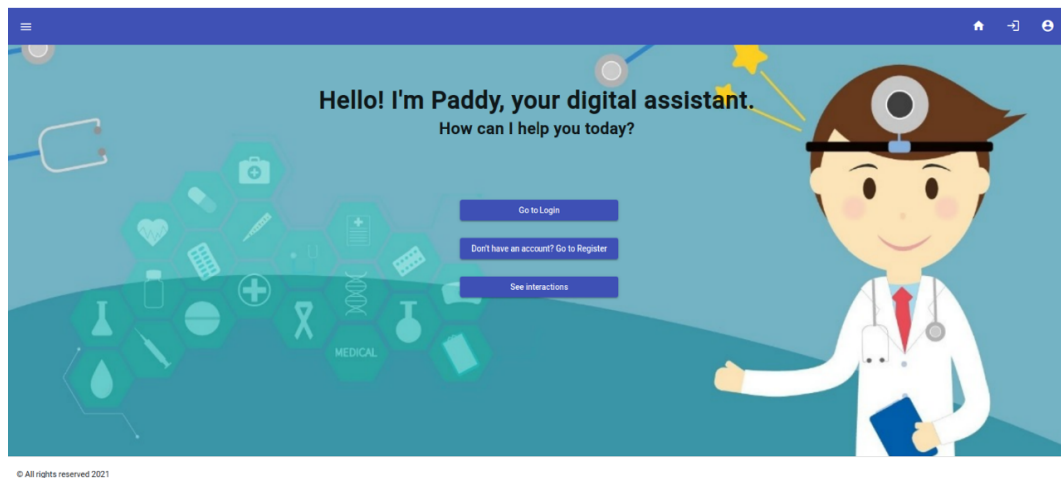 Hello! I'm Paddy, your digital assistant.
How can I help you today?
Go to Login
Don't have an account? Go to Register
See interactions
MEDICAL
© All rights reserved 2021